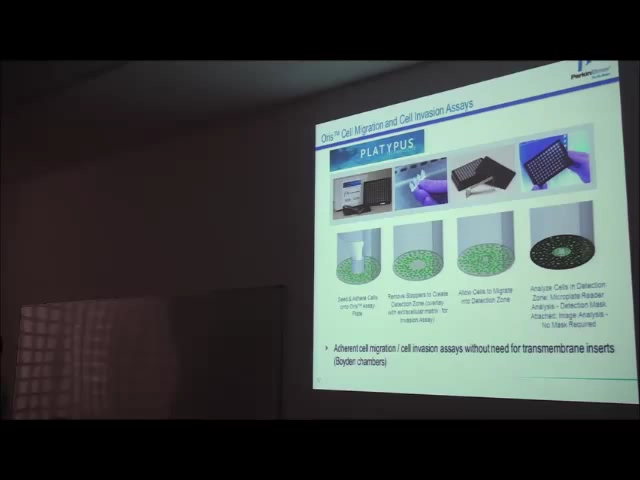 PerkinElmer
Oris™ Cell Migration and Cell Invasion Assays
PLATYPUS
Seed & Adhere Cells
onto Oris™ Assay
Plate
Remove Stoppers to Create
Detection Zone (overlay
with extracellular matrix for
Invasion Assay)
Allow Cells to Migrate
into Detection Zone
Analyze Cells in Detection
Zone: Microplate Reader
Analysis - Detection Mask
Attached; Image Analysis -
No Mask Required
Adherent cell migration / cell invasion assays without need for transmembrane inserts
(Boyden chambers)